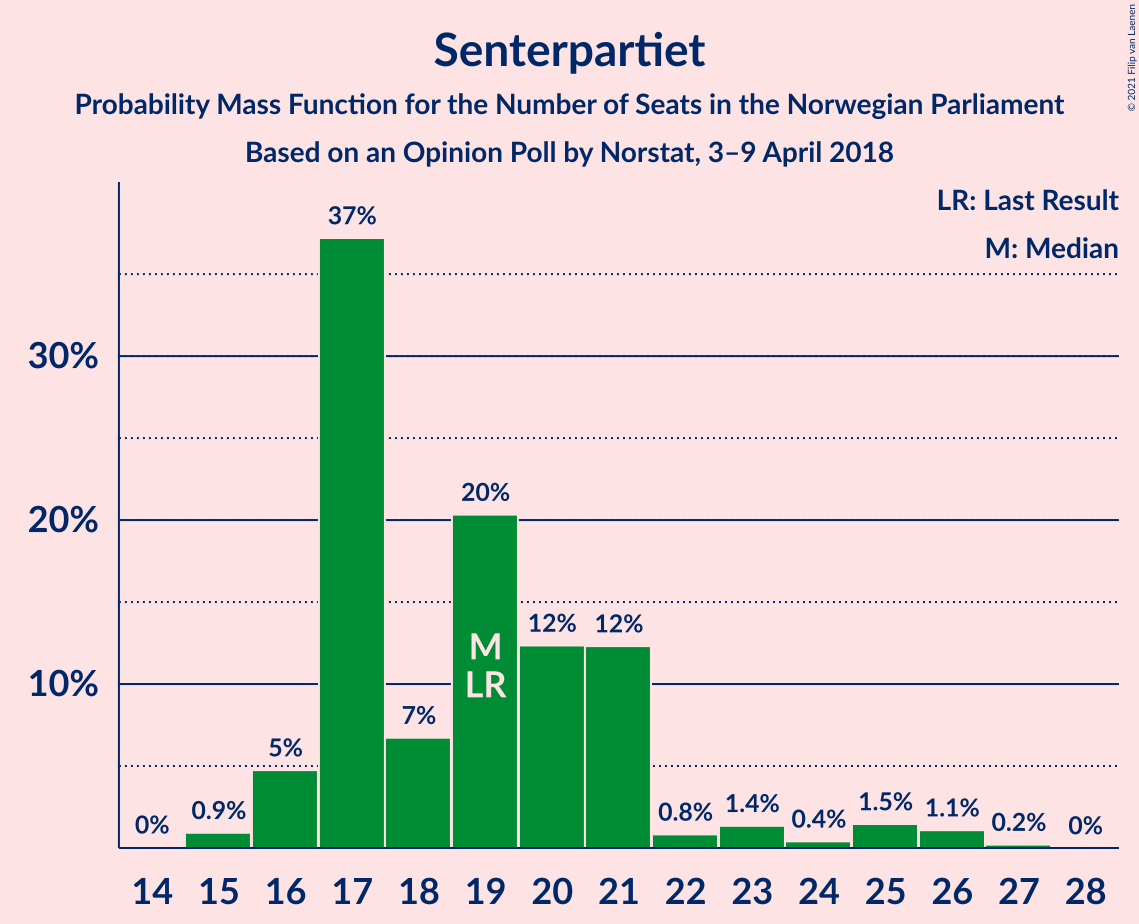 Senterpartiet
Probability Mass Function for the Number of Seats in the Norwegian Parliament
Based on an Opinion Poll by Norstat, 3–9 April 2018
© 2021 Filip van Laenen
LR: Last Result
M: Median
30%
20%
10%
0%
0.9%
5%
37%
7%
20%
12%
12%
0.8%
1.4%
0.4%
1.5%
1.1%
0.2%
0%
M
LR
14 15 16 17 18 19 20 21 22 23 24 25 26 27 28